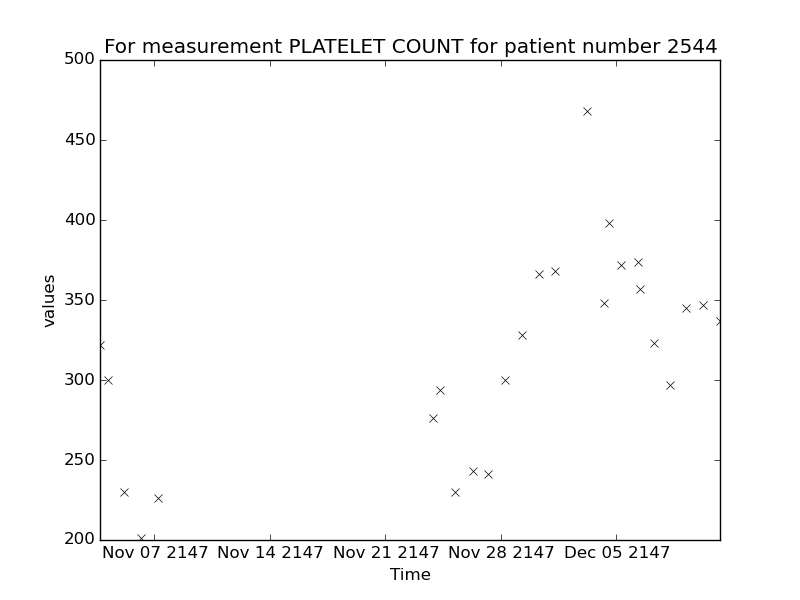 For measurement PLATELET COUNT for patient number 2544
500
450
400
350
300
250
200
values
Nov 07 2147 Nov 14 2147 Nov 21 2147 Nov 28 2147 Dec 05 2147
Time